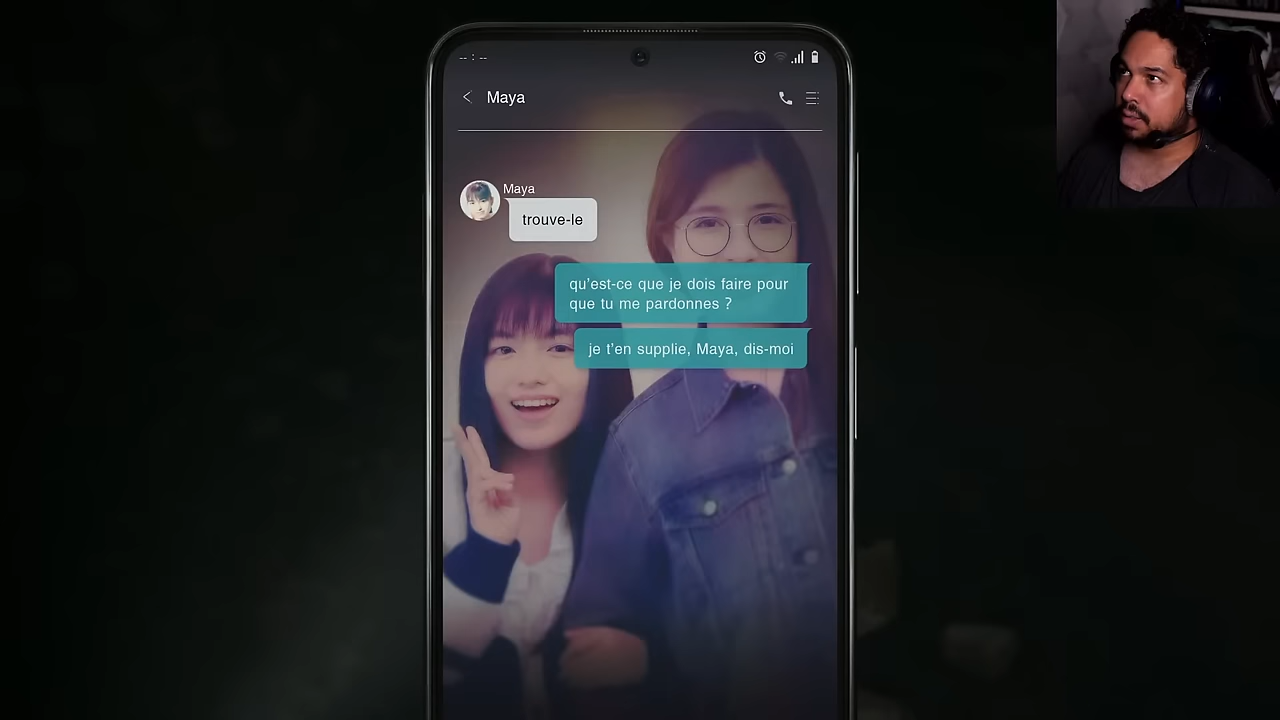 -- : --
Maya
Maya
trouve-le
qu'est-ce que je dois faire pour
que tu me pardonnes ?
je t'en supplie, Maya, dis-moi